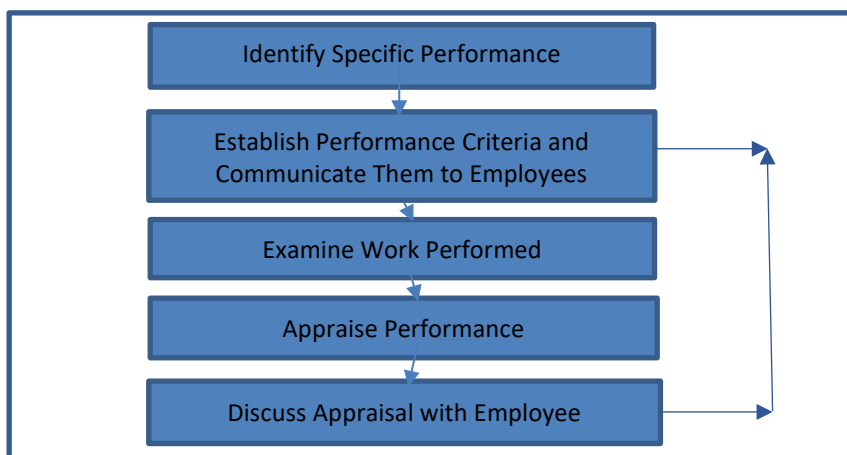 Identify Specific Performance
Establish Performance Criteria and
Communicate Them to Employees
Examine Work Performed
Appraise Performance
Discuss Appraisal with Employee